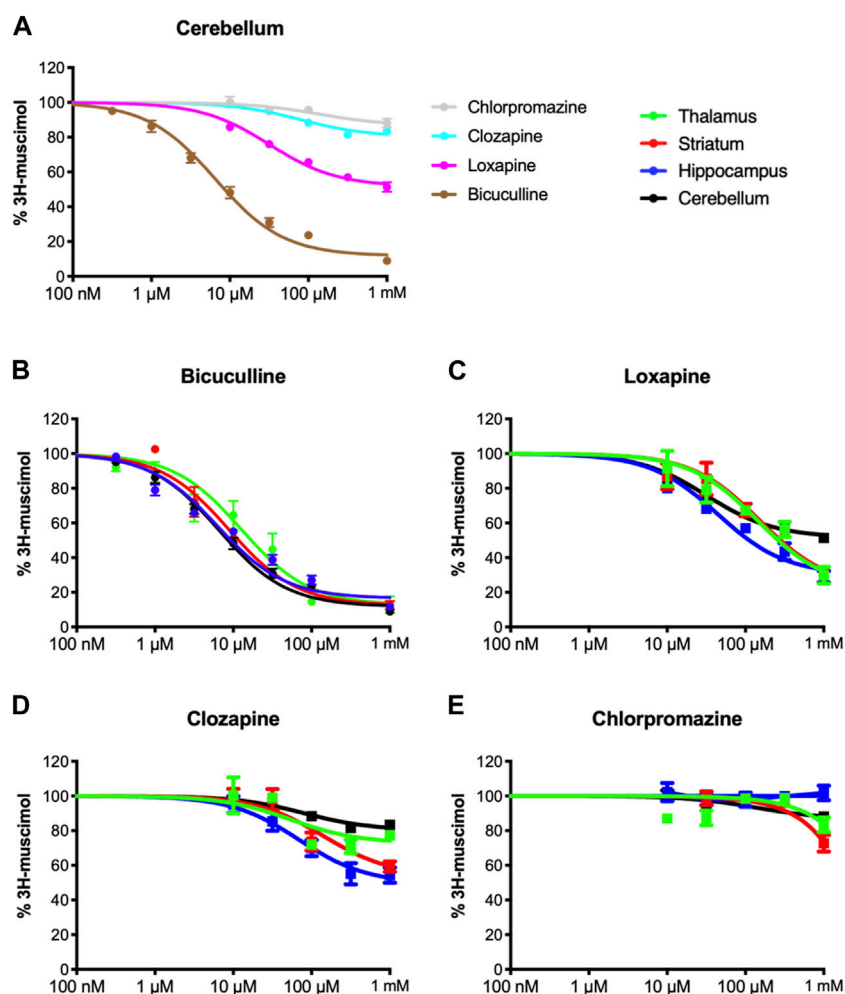 A
Cerebellum
% 3H-muscimol
120
100
80
60
40
20
0
100 nM 1 µM 10 µM 100 µM 1 mM
Chlorpromazine
Clozapine
Loxapine
Bicuculline
Thalamus
Striatum
Hippocampus
Cerebellum
B
Bicuculline
% 3H-muscimol
120
100
80
60
40
20
0
100 nM 1 µM 10 µM 100 µM 1 mM
C
Loxapine
% 3H-muscimol
120
100
80
60
40
20
0
100 nM 1 µM 10 µM 100 µM 1 mM
D
Clozapine
% 3H-muscimol
120
100
80
60
40
20
0
100 nM 1 µM 10 µM 100 µM 1 mM
E
Chlorpromazine
% 3H-muscimol
120
100
80
60
40
20
0
100 nM 1 µM 10 µM 100 µM 1 mM